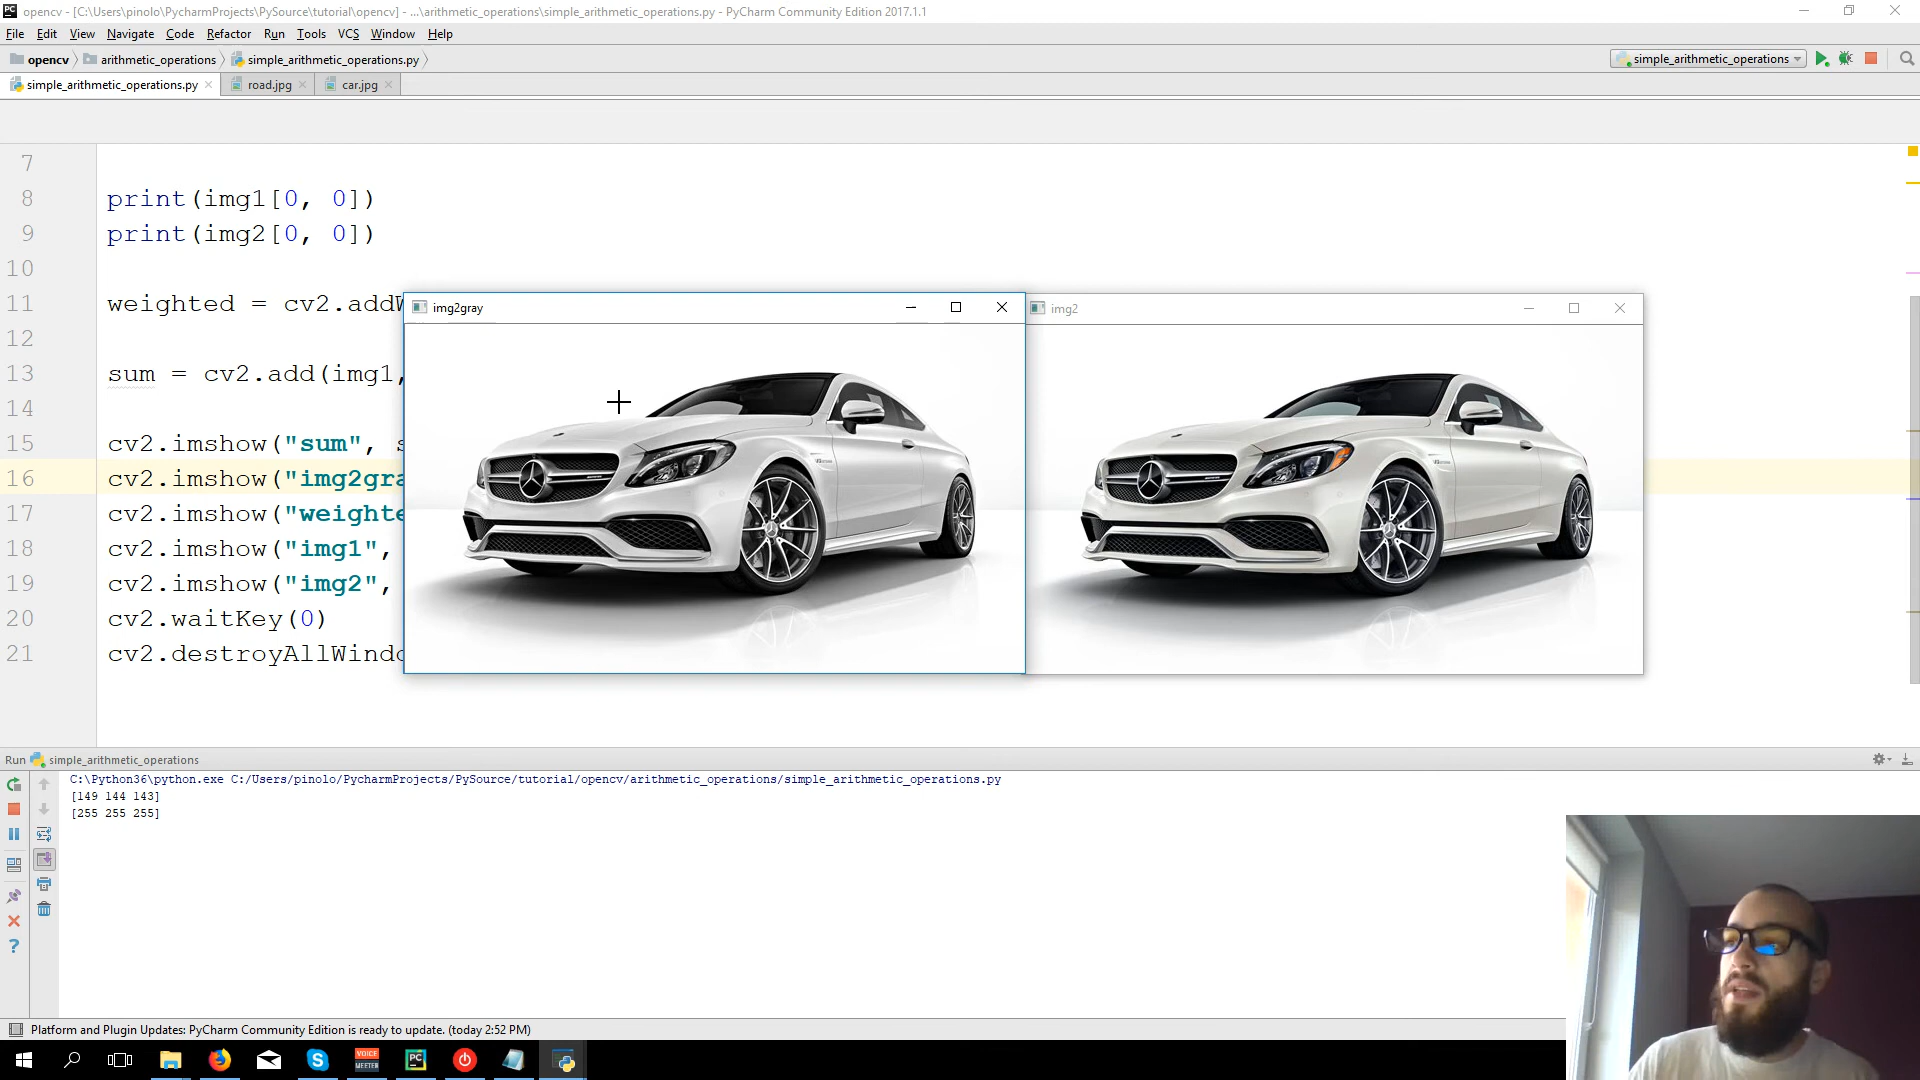 opencv - [C:\Users\pinolo\PycharmProjects\PySource\tutorial\opencv] - ...\arithmetic_operations\simple_arithmetic_operations.py - PyCharm Community Edition 2017.1.1
File Edit View Navigate Code Refactor Run Tools VCS Window Help
opencv arithmetic_operations simple_arithmetic_operations.py simple_arithmetic_operations
simple_arithmetic_operations.py road.jpg car.jpg
7
8 print(img1[0, 0])
9 print(img2[0, 0])
10
11 weighted = cv2.addW
12
13 sum = cv2.add(img1,
14
15 cv2.imshow("sum", s
16 cv2.imshow("img2gra
17 cv2.imshow("weighte
18 cv2.imshow("img1",
19 cv2.imshow("img2",
20 cv2.waitKey(0)
21 cv2.destroyAllWindo
img2gray
img2
Run simple_arithmetic_operations
C:\Python36\python.exe C:/Users/pinolo/PycharmProjects/PySource/tutorial/opencv/arithmetic_operations/simple_arithmetic_operations.py
[149 144 143]
[255 255 255]
Platform and Plugin Updates: PyCharm Community Edition is ready to update. (today 2:52 PM)
VOICE
MEETER
PC